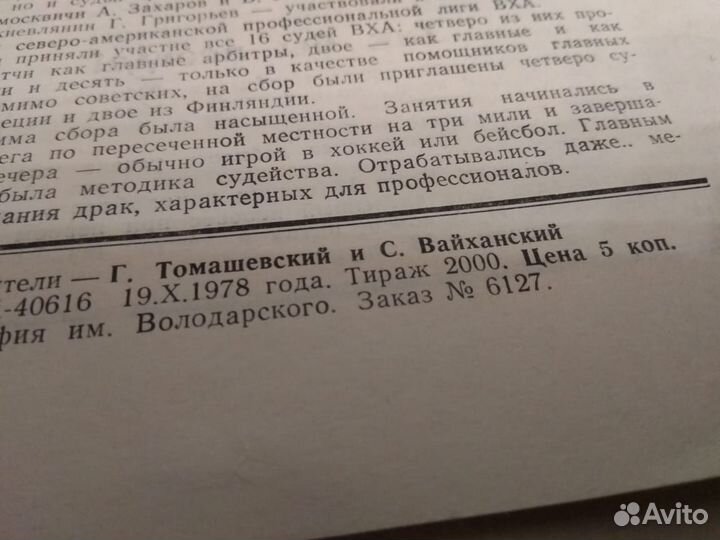 москвичи А. Захаров и
киевлянин Г. Григорьев — участвовали
северо-американской профессиональной лиги ВХА.
приняли участие все 16 судей ВХА: четверо из них про-
тчи как главные арбитры, двое — как главные и как
и и десять — только в качестве помощников главных
мимо советских, на сбор были приглашены четверо су-
еции и двое из Финляндии.
мма сбора была насыщенной. Занятия начинались в
ега по пересеченной местности на три мили и заверша-
ечера — обычно игрой в хоккей или бейсбол. Главным
была методика судейства. Отрабатывались даже.. ме-
ания драк, характерных для профессионалов.
тели — Г. Томашевский и С. Вайханский
-40616 19.X.1978 года. Тираж 2000. Цена 5 коп.
фия им. Володарского. Заказ № 6127.
Avito